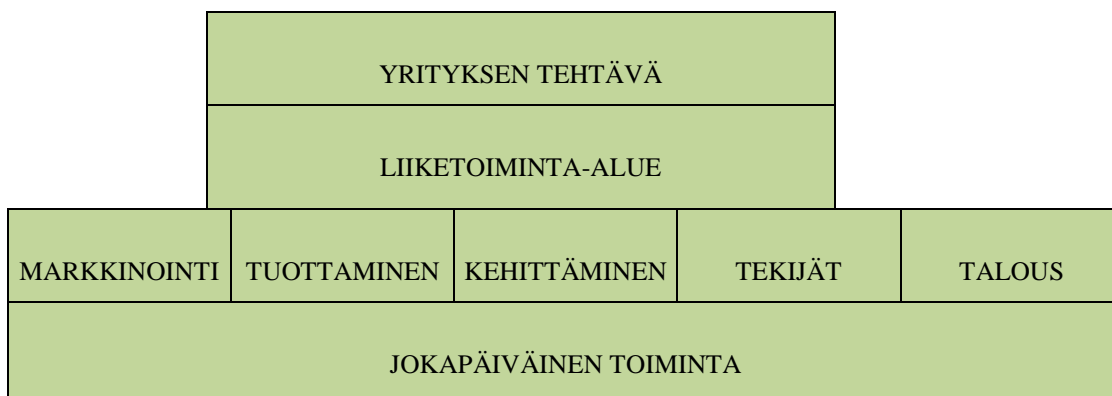 YRITYKSEN TEHTÄVÄ
LIIKETOIMINTA-ALUE
MARKKINOINTI TUOTTAMINEN KEHITTÄMINEN TEKIJÄT TALOUS
JOKAPÄIVÄINEN TOIMINTA